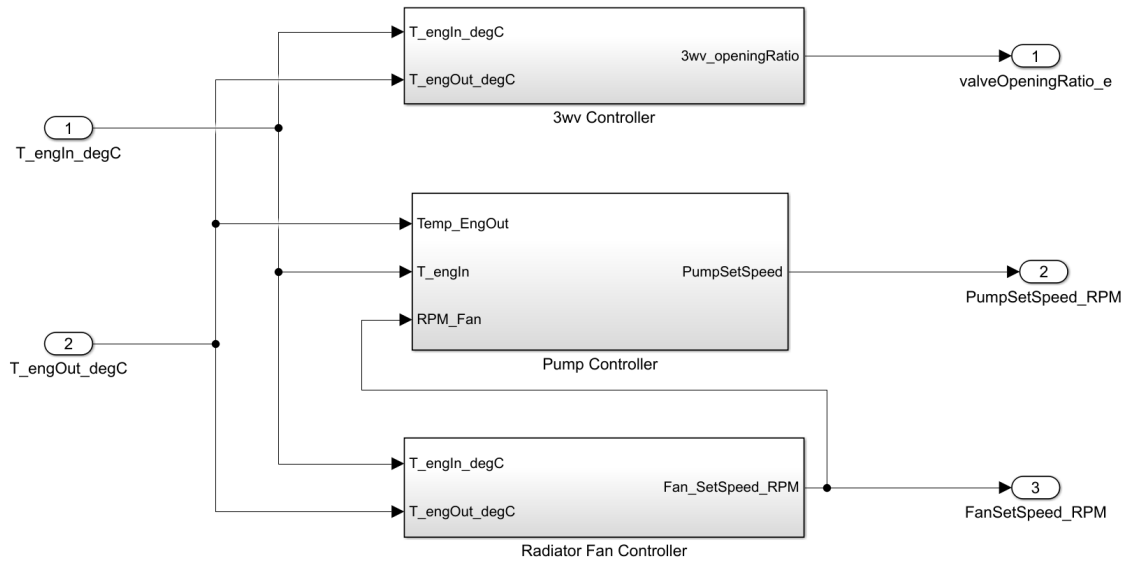 T_engIn_degC
T_engOut_degC
3wv_openingRatio
3wv Controller
1
valveOpeningRatio_e
1
T_engIn_degC
Temp_EngOut
T_engIn
RPM_Fan
PumpSetSpeed
Pump Controller
2
PumpSetSpeed_RPM
2
T_engOut_degC
T_engIn_degC
T_engOut_degC
Fan_SetSpeed_RPM
Radiator Fan Controller
3
FanSetSpeed_RPM